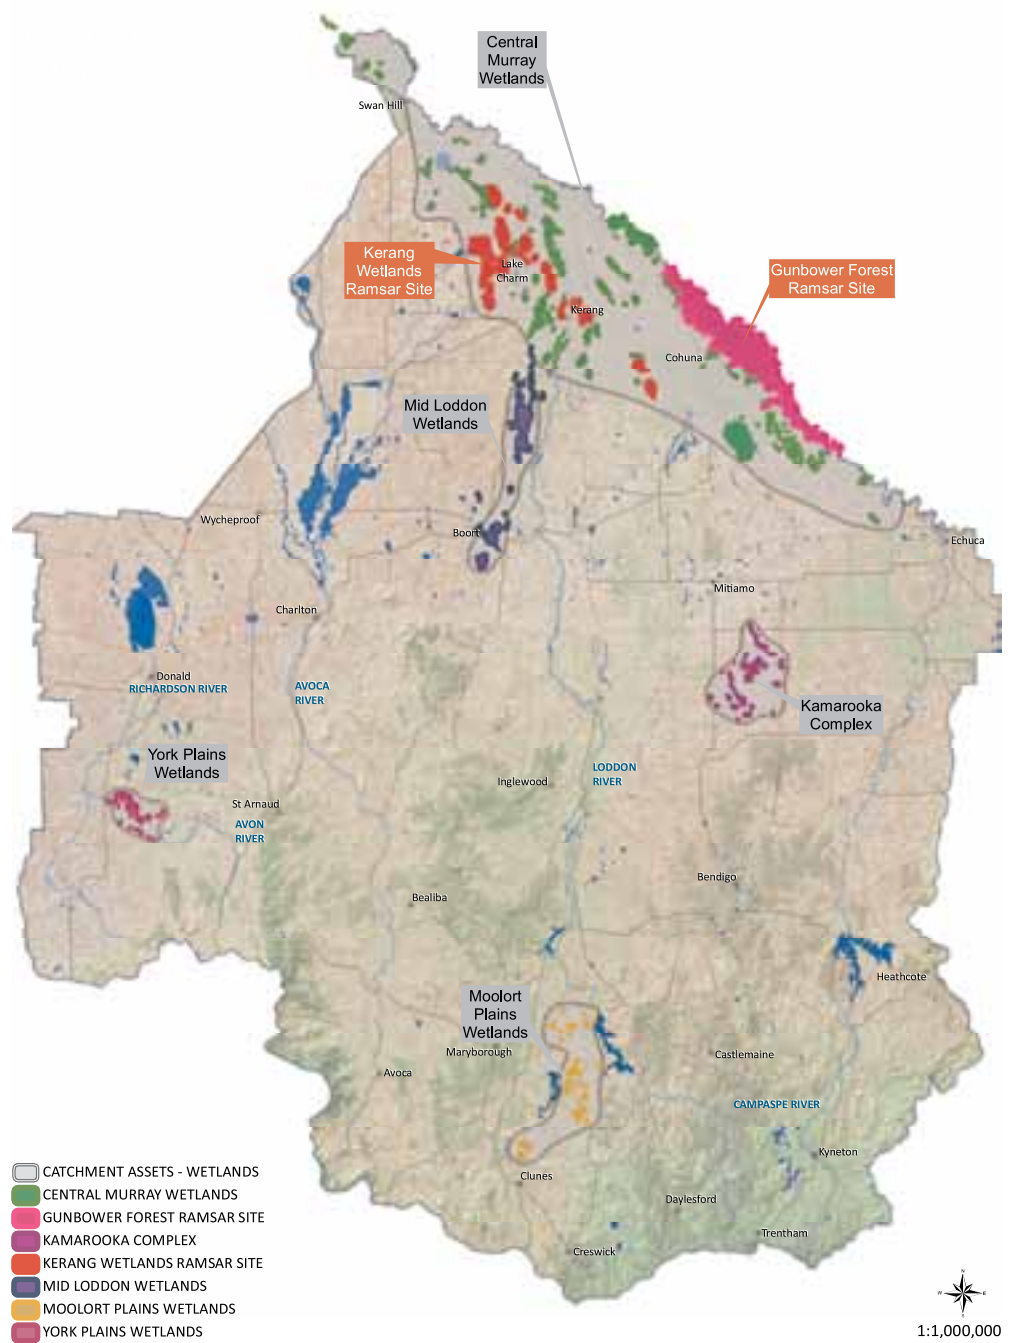 Central
Murray
Wetlands
Swan Hill
Kerang
Wetlands
Ramsar Site
Lake
Charm
Gunbower Forest
Ramsar Site
Kerang
Cohuna
Mid Loddon
Wetlands
Wycheproof
Boort
Echuca
Mitiamo
Charlton
Donald
RICHARDSON RIVER
AVOCA
RIVER
Kamarooka
Complex
York Plains
Wetlands
LODDON
RIVER
Inglewood
St Arnaud
AVON
RIVER
Bendigo
Bealiba
Heathcote
Moolort
Plains
Wetlands
Maryborough
Castlemaine
Avoca
CAMPASPE RIVER
Kyneton
Clunes
Daylesford
Trentham
Creswick
CATCHMENT ASSETS - WETLANDS
CENTRAL MURRAY WETLANDS
GUNBOWER FOREST RAMSAR SITE
KAMAROOKA COMPLEX
KERANG WETLANDS RAMSAR SITE
MID LODDON WETLANDS
MOOLORT PLAINS WETLANDS
YORK PLAINS WETLANDS
N
W
E
S
1:1,000,000